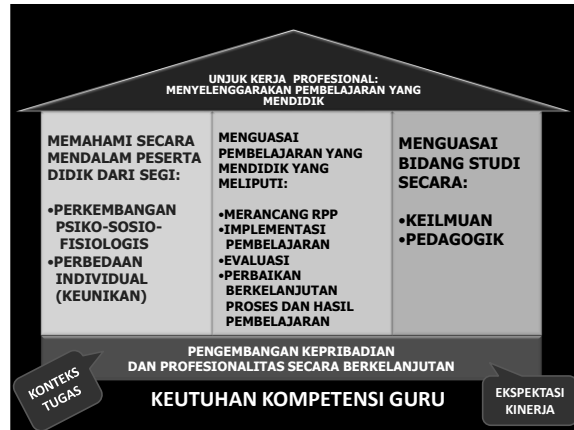 UNJUK KERJA PROFESIONAL:
MENYELENGGARAKAN PEMBELAJARAN YANG
MENDIDIK
MEMAHAMI SECARA
MENDALAM PESERTA
DIDIK DARI SEGI:
•PERKEMBANGAN
PSIKO-SOSIO-
FISIOLOGIS
•PERBEDAAN
INDIVIDUAL
(KEUNIKAN)
MENGUASAI
PEMBELAJARAN YANG
MENDIDIK YANG
MELIPUTI:
•MERANCANG RPP
•IMPLEMENTASI
PEMBELAJARAN
•EVALUASI
•PERBAIKAN
BERKELANJUTAN
PROSES DAN HASIL
PEMBELAJARAN
MENGUASAI
BIDANG STUDI
SECARA:
•KEILMUAN
•PEDAGOGIK
PENGEMBANGAN KEPRIBADIAN
DAN PROFESIONALITAS SECARA BERKELANJUTAN
KONTEKS
TUGAS
KEUTUHAN KOMPETENSI GURU
EKSPEKTASI
KINERJA